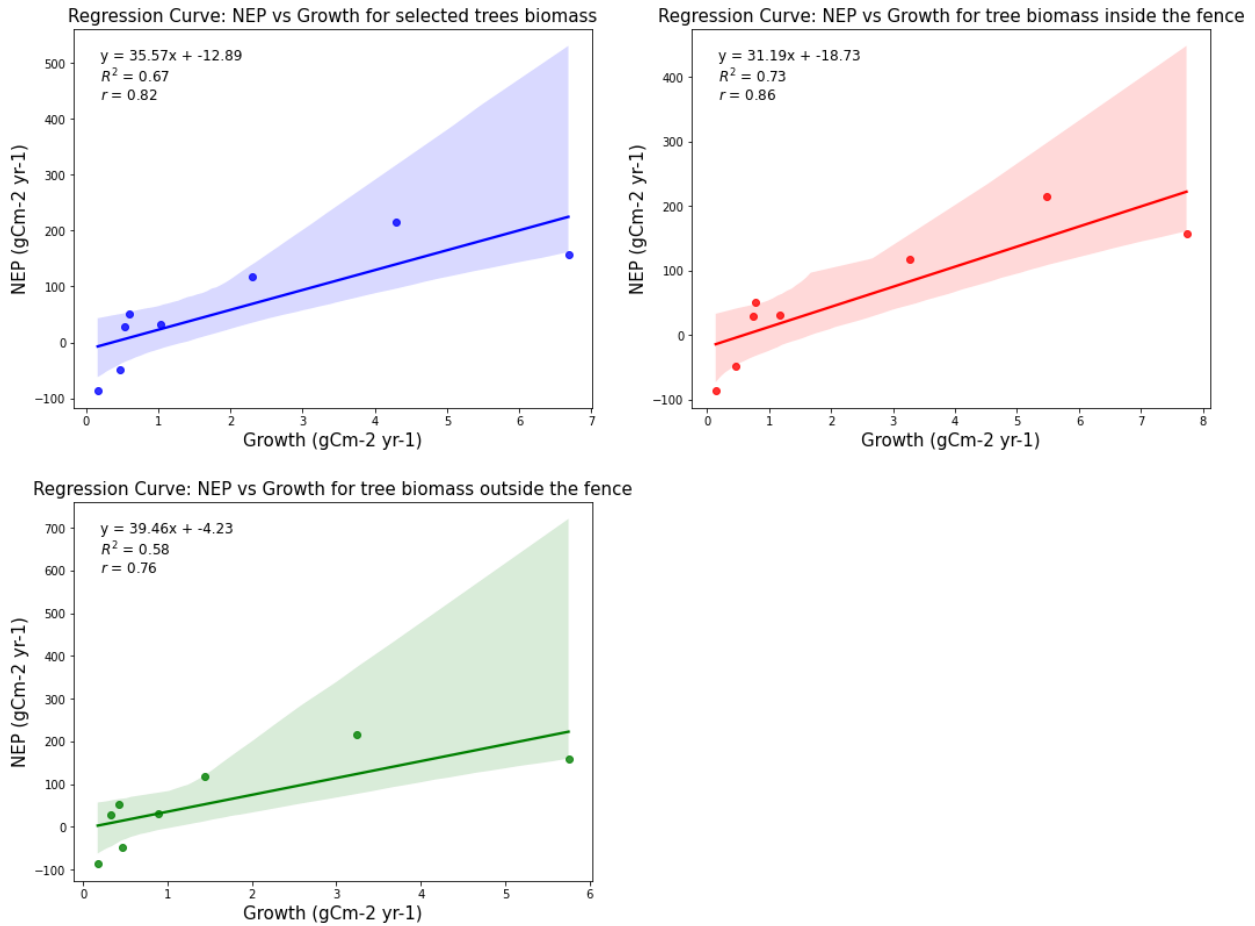 Regression Curve: NEP vs Growth for selected trees biomass
y = 35.57x + -12.89
R² = 0.67
r = 0.82
500
400
300
200
100
0
−100
NEP (gCm-2 yr-1)
0 1 2 3 4 5 6 7
Growth (gCm-2 yr-1)
Regression Curve: NEP vs Growth for tree biomass inside the fence
y = 31.19x + -18.73
R² = 0.73
r = 0.86
400
300
200
100
0
−100
NEP (gCm-2 yr-1)
0 1 2 3 4 5 6 7 8
Growth (gCm-2 yr-1)
Regression Curve: NEP vs Growth for tree biomass outside the fence
y = 39.46x + -4.23
R² = 0.58
r = 0.76
700
600
500
400
300
200
100
0
−100
NEP (gCm-2 yr-1)
0 1 2 3 4 5 6
Growth (gCm-2 yr-1)